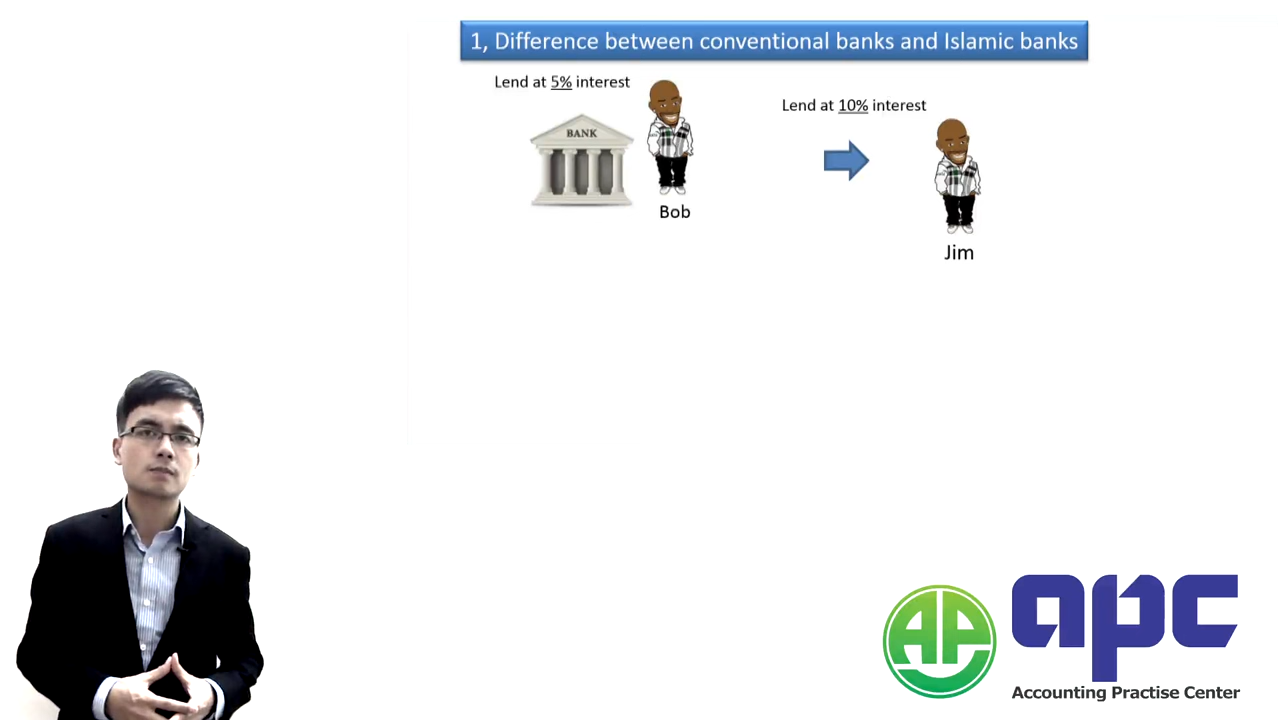 1, Difference between conventional banks and Islamic banks
Lend at 5% interest
BANK
Bob
Lend at 10% interest
Jim
AP
apc
Accounting Practise Center